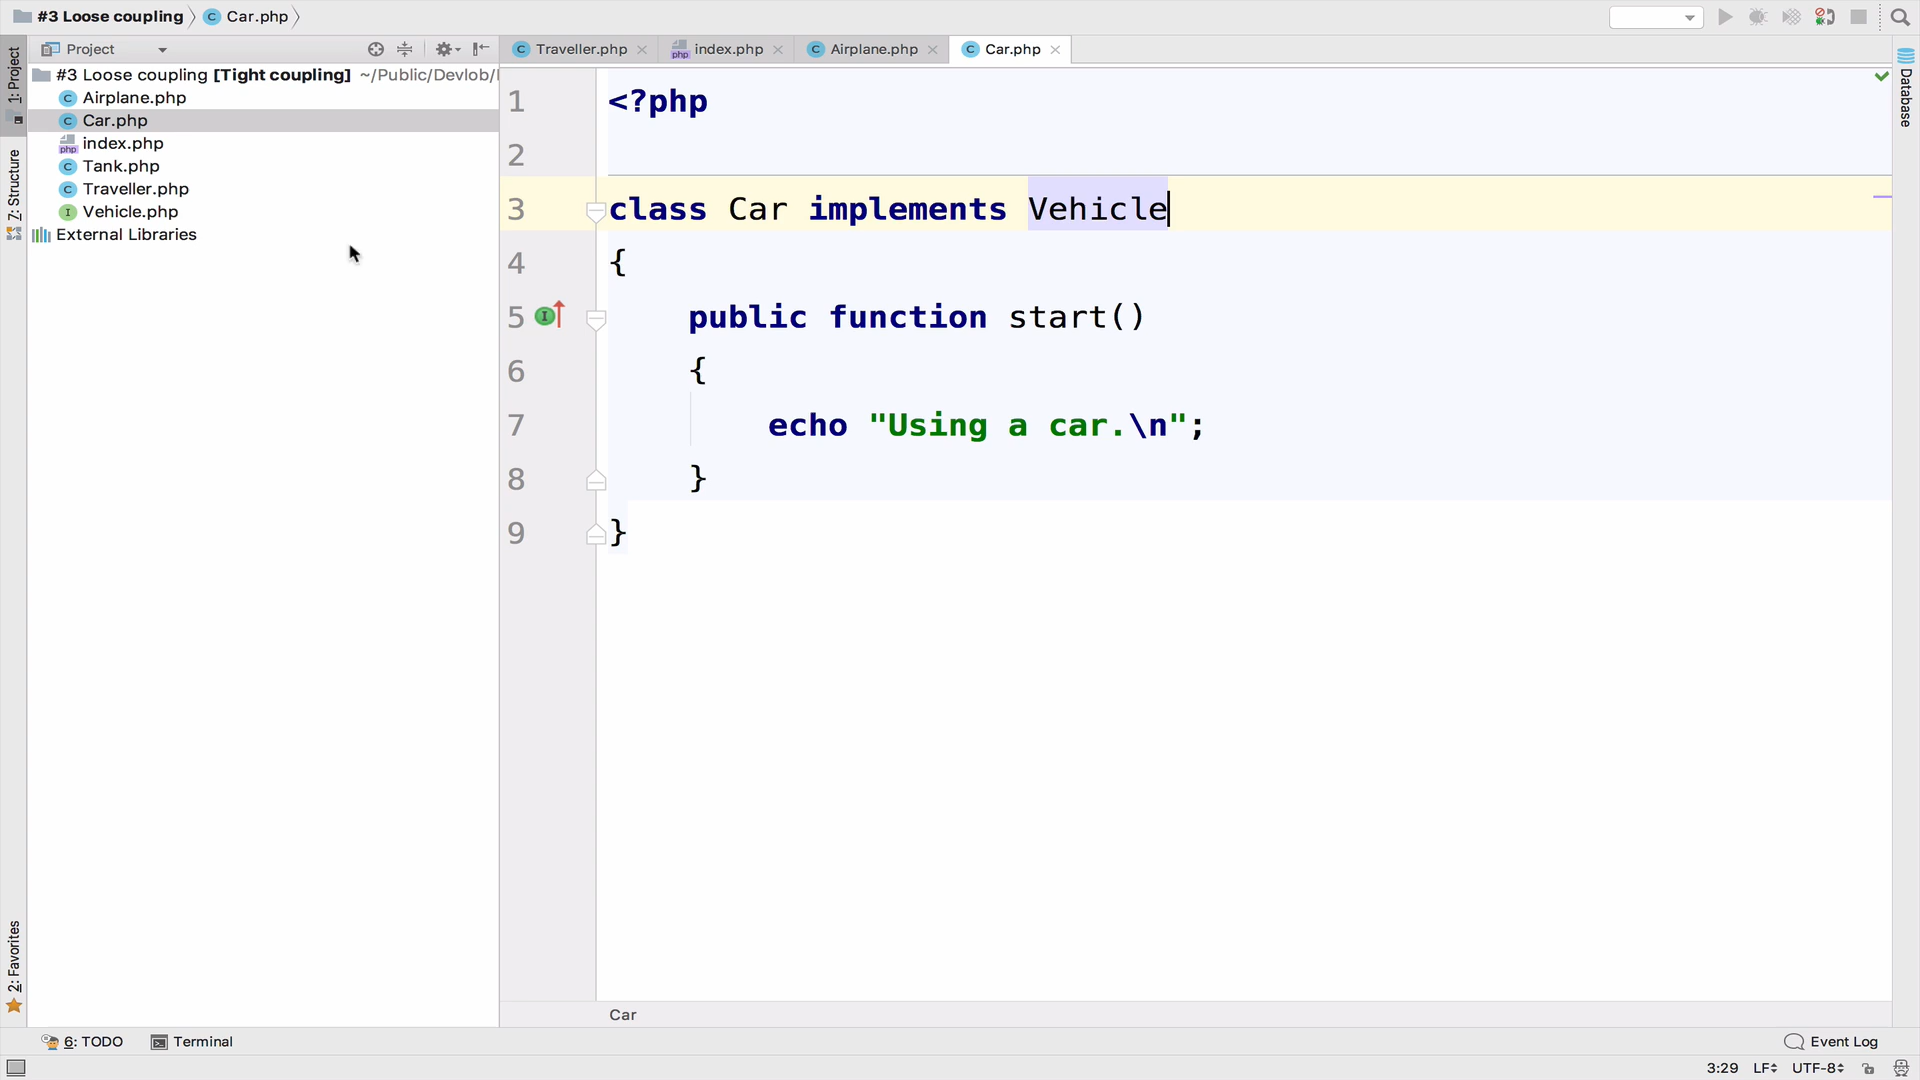 #3 Loose coupling
Car.php
1: Project
7: Structure
2: Favorites
Project
#3 Loose coupling [Tight coupling] ~/Public/Devlob/
Airplane.php
Car.php
index.php
Tank.php
Traveller.php
Vehicle.php
External Libraries
Traveller.php
index.php
Airplane.php
Car.php
1 <?php
2
3 class Car implements Vehicle
4 {
5 public function start()
6 {
7 echo "Using a car.\n";
8 }
9 }
Car
Database
6: TODO
Terminal
Event Log
3:29 LF UTF-8